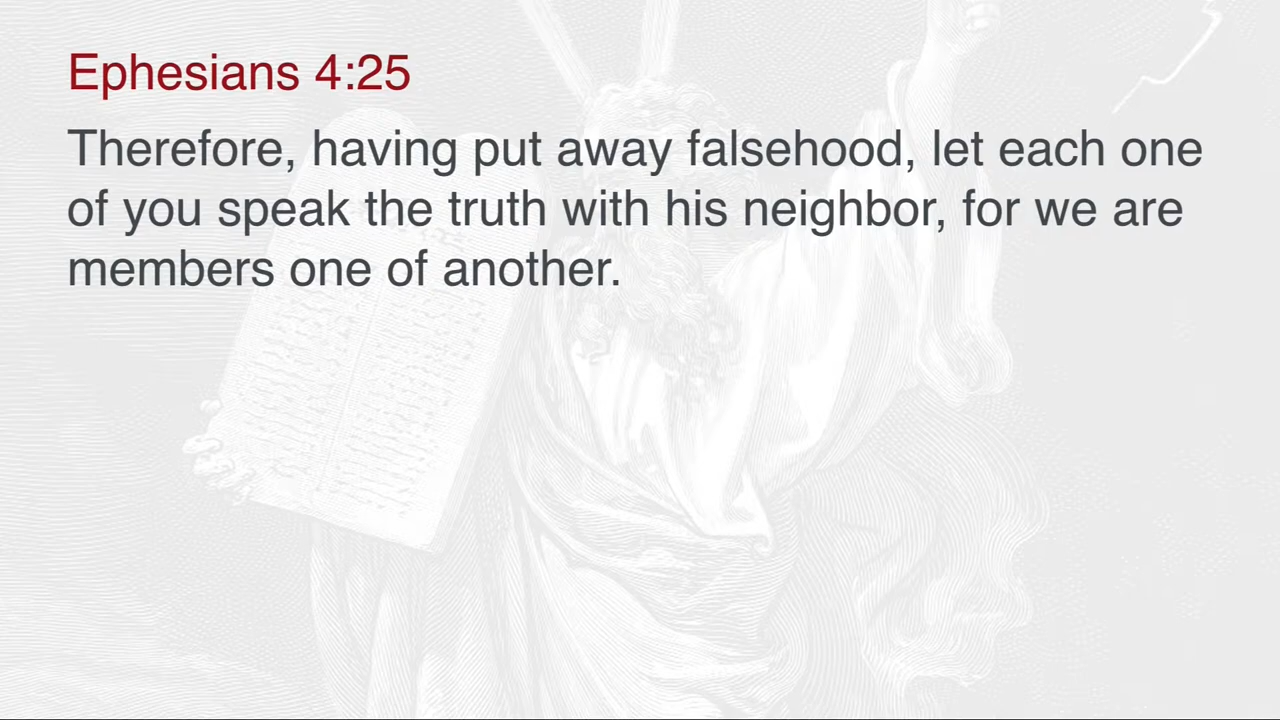 Ephesians 4:25
Therefore, having put away falsehood, let each one
of you speak the truth with his neighbor, for we are
members one of another.